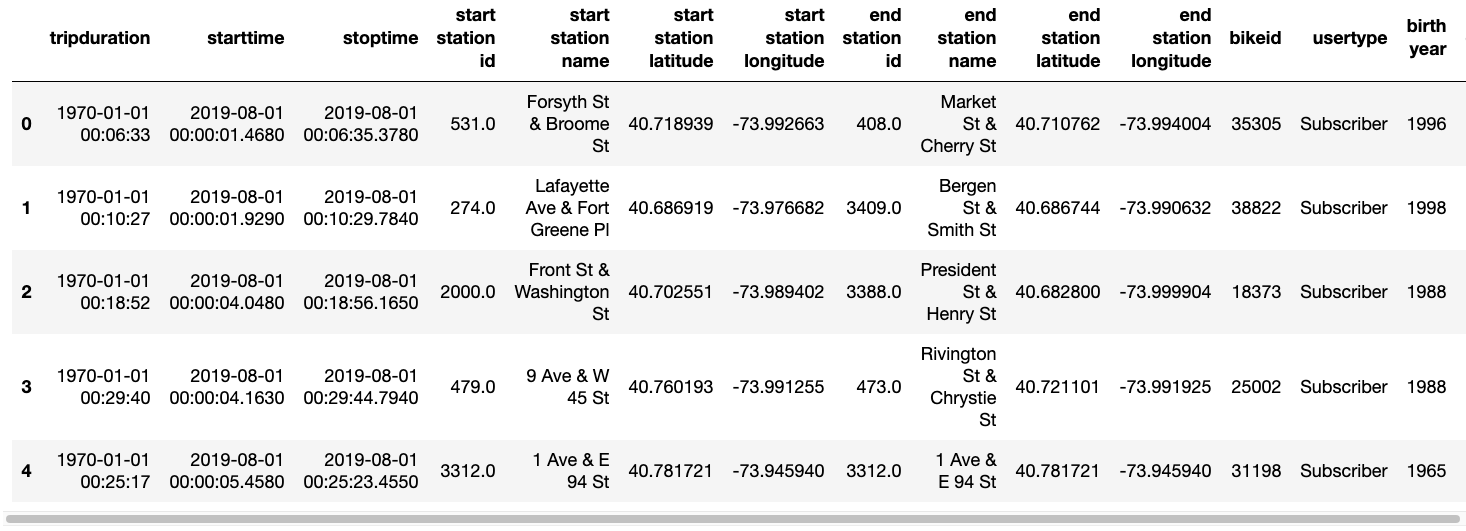 tripduration starttime stoptime start station id start station name start station latitude start station longitude end station id end station name end station latitude end station longitude bikeid usertype birth year
0 1970-01-01 00:06:33 2019-08-01 00:00:01.4680 2019-08-01 00:06:35.3780 531.0 Forsyth St & Broome St 40.718939 -73.992663 408.0 Market St & Cherry St 40.710762 -73.994004 35305 Subscriber 1996
1 1970-01-01 00:10:27 2019-08-01 00:00:01.9290 2019-08-01 00:10:29.7840 274.0 Lafayette Ave & Fort Greene Pl 40.686919 -73.976682 3409.0 Bergen St & Smith St 40.686744 -73.990632 38822 Subscriber 1998
2 1970-01-01 00:18:52 2019-08-01 00:00:04.0480 2019-08-01 00:18:56.1650 2000.0 Front St & Washington St 40.702551 -73.989402 3388.0 President St & Henry St 40.682800 -73.999904 18373 Subscriber 1988
3 1970-01-01 00:29:40 2019-08-01 00:00:04.1630 2019-08-01 00:29:44.7940 479.0 9 Ave & W 45 St 40.760193 -73.991255 473.0 Rivington St & Chrystie St 40.721101 -73.991925 25002 Subscriber 1988
4 1970-01-01 00:25:17 2019-08-01 00:00:05.4580 2019-08-01 00:25:23.4550 3312.0 1 Ave & E 94 St 40.781721 -73.945940 3312.0 1 Ave & E 94 St 40.781721 -73.945940 31198 Subscriber 1965